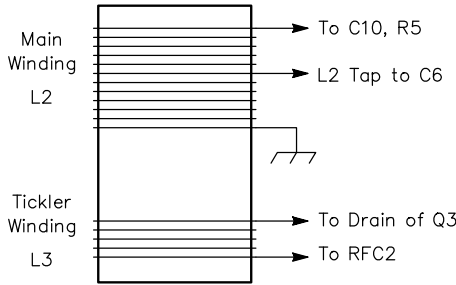 Main
Winding
L2
To C10, R5
L2 Tap to C6
Tickler
Winding
L3
To Drain of Q3
To RFC2